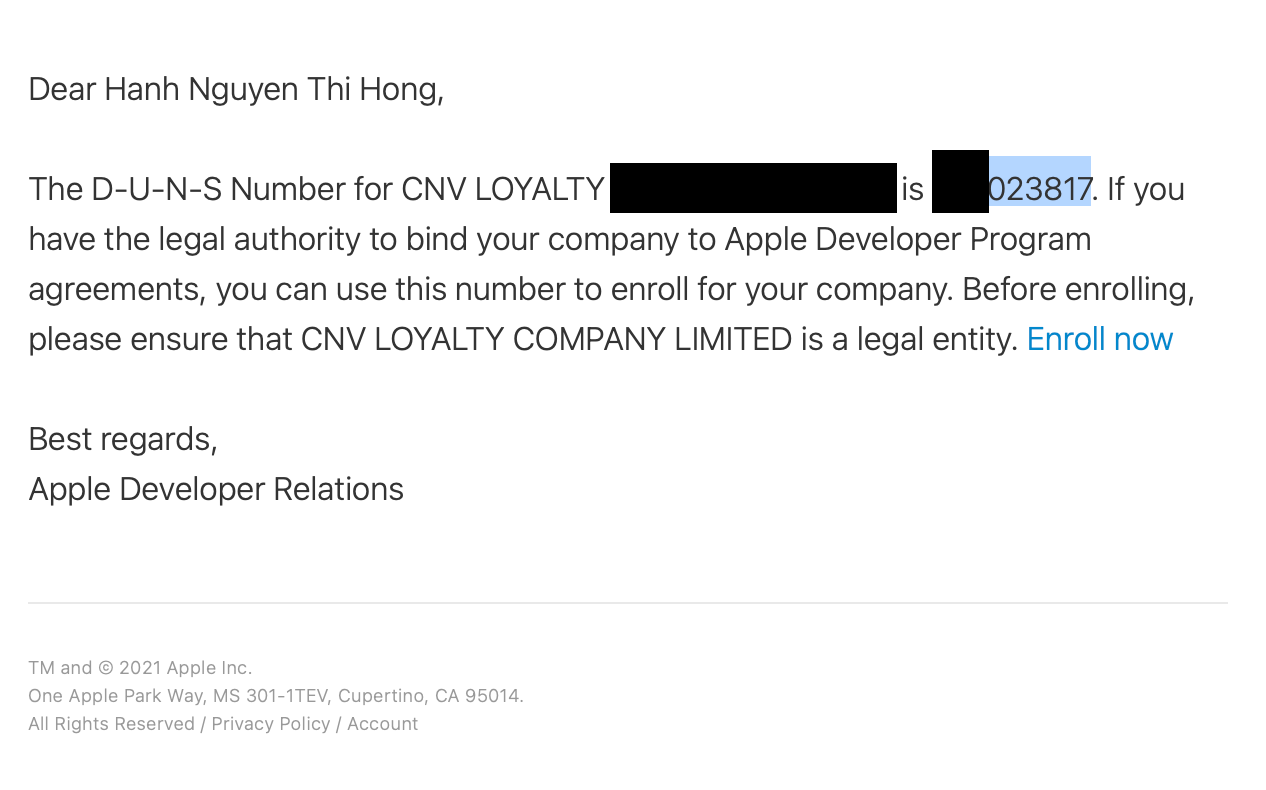 Dear Hanh Nguyen Thi Hong,
The D-U-N-S Number for CNV LOYALTY is 023817. If you
have the legal authority to bind your company to Apple Developer Program
agreements, you can use this number to enroll for your company. Before enrolling,
please ensure that CNV LOYALTY COMPANY LIMITED is a legal entity. Enroll now
Best regards,
Apple Developer Relations
TM and © 2021 Apple Inc.
One Apple Park Way, MS 301-1TEV, Cupertino, CA 95014.
All Rights Reserved / Privacy Policy / Account